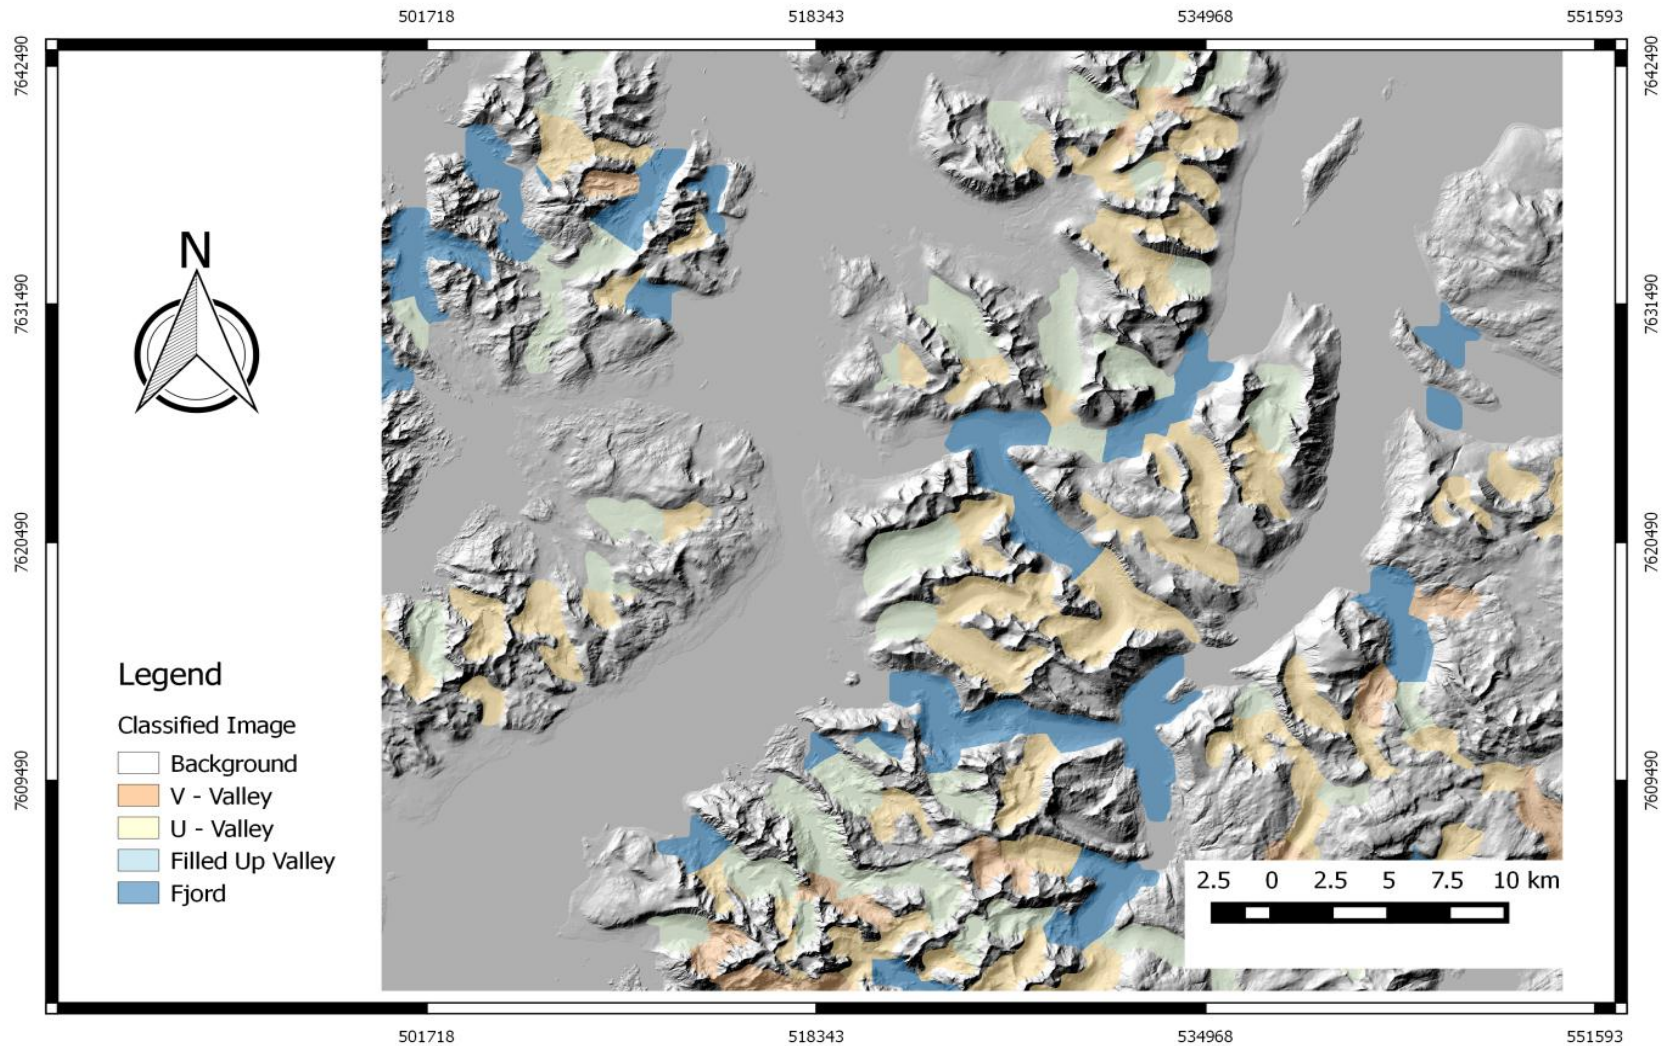 501718 518343 534968 551593
7642490 7642490
N
7631490 7631490
7620490 7620490
Legend
Classified Image
Background
V - Valley
U - Valley
Filled Up Valley
Fjord
7609490 7609490
2.5 0 2.5 5 7.5 10 km
501718 518343 534968 551593